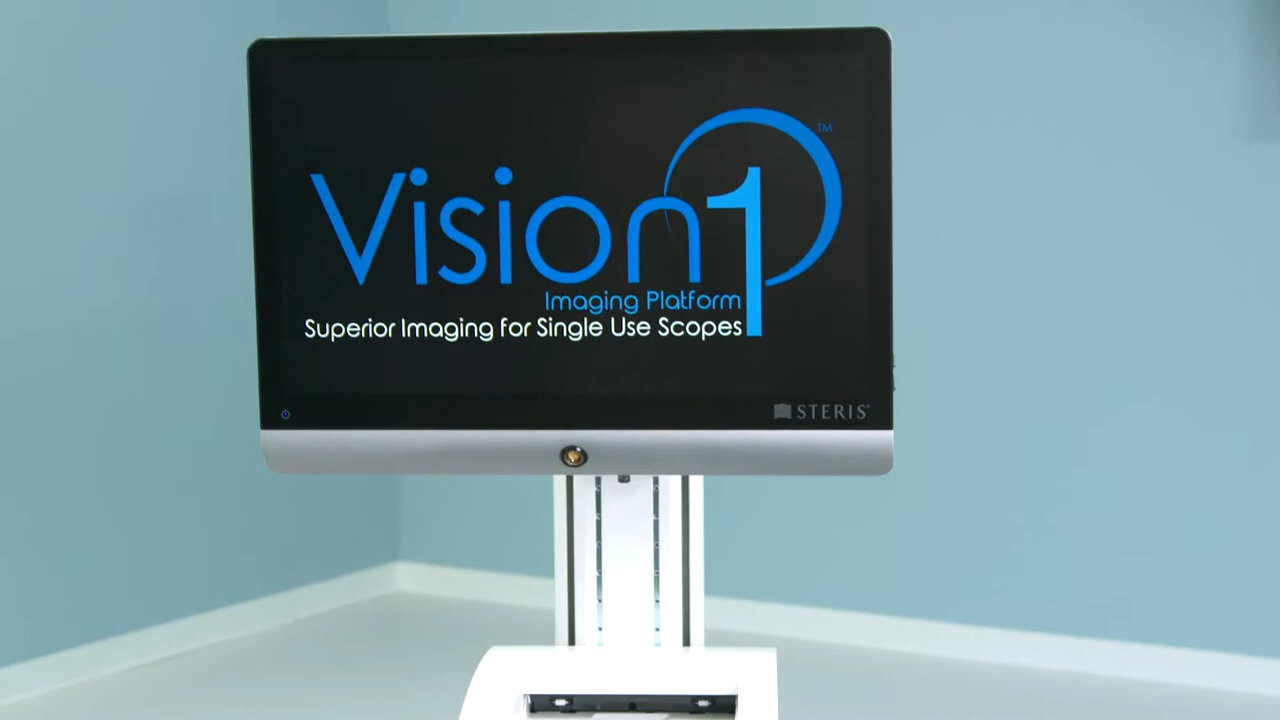 Vision1™
Imaging Platform
Superior Imaging for Single Use Scopes
STERIS®